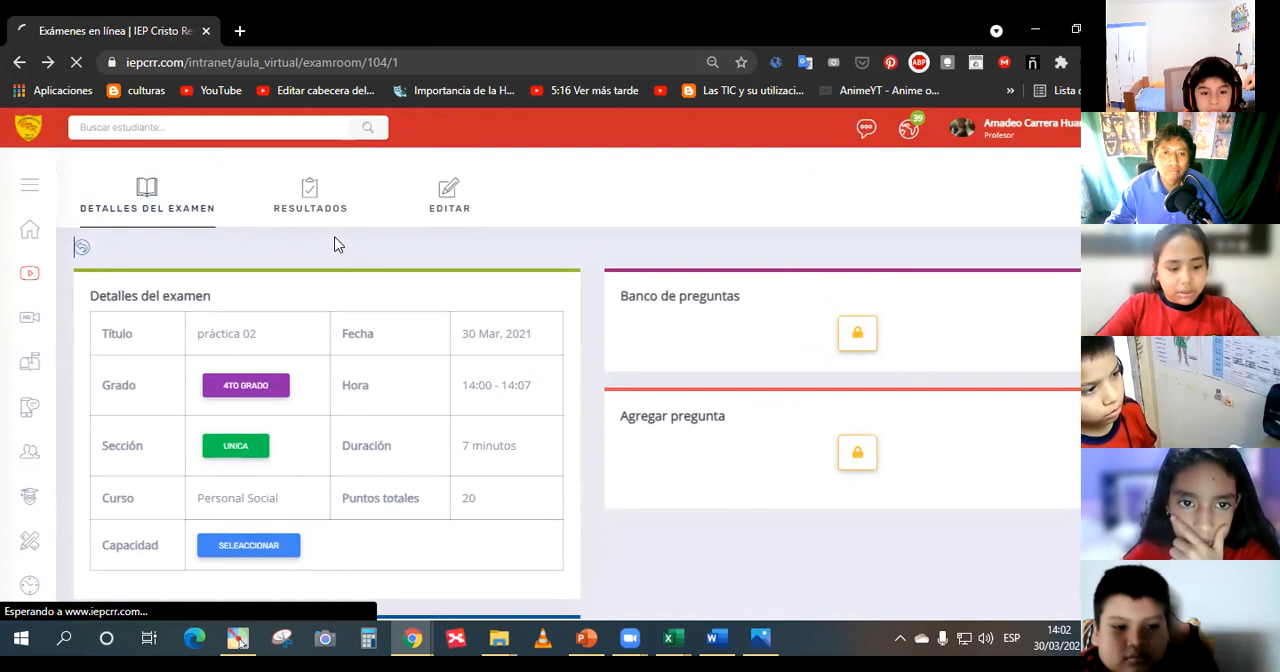 Exámenes en línea | IEP Cristo Re
iepcrr.com/intranet/aula_virtual/examroom/104/1
ABP
ñ
Aplicaciones
culturas
YouTube
Editar cabecera del...
Importancia de la H...
5:16 Ver más tarde
Las TIC y su utilizaci...
AnimeYT - Anime o...
»
Lista d
Buscar estudiante...
39
Amadeo Carrera Huar
Profesor
DETALLES DEL EXAMEN
RESULTADOS
EDITAR
Detalles del examen
Título práctica 02 Fecha 30 Mar, 2021
Grado 4TO GRADO Hora 14:00 - 14:07
Sección UNICA Duración 7 minutos
Curso Personal Social Puntos totales 20
Capacidad SELEACCIONAR
Banco de preguntas
Agregar pregunta
Esperando a www.iepcrr.com...
ESP
14:02
30/03/202